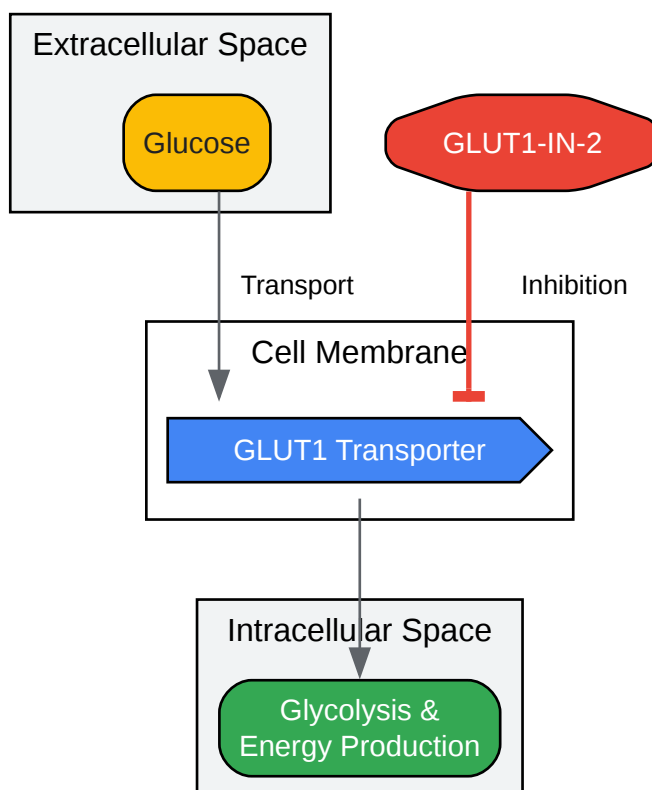 Extracellular Space
Glucose
GLUT1-IN-2
Transport
Inhibition
Cell Membrane
GLUT1 Transporter
Intracellular Space
Glycolysis &
Energy Production